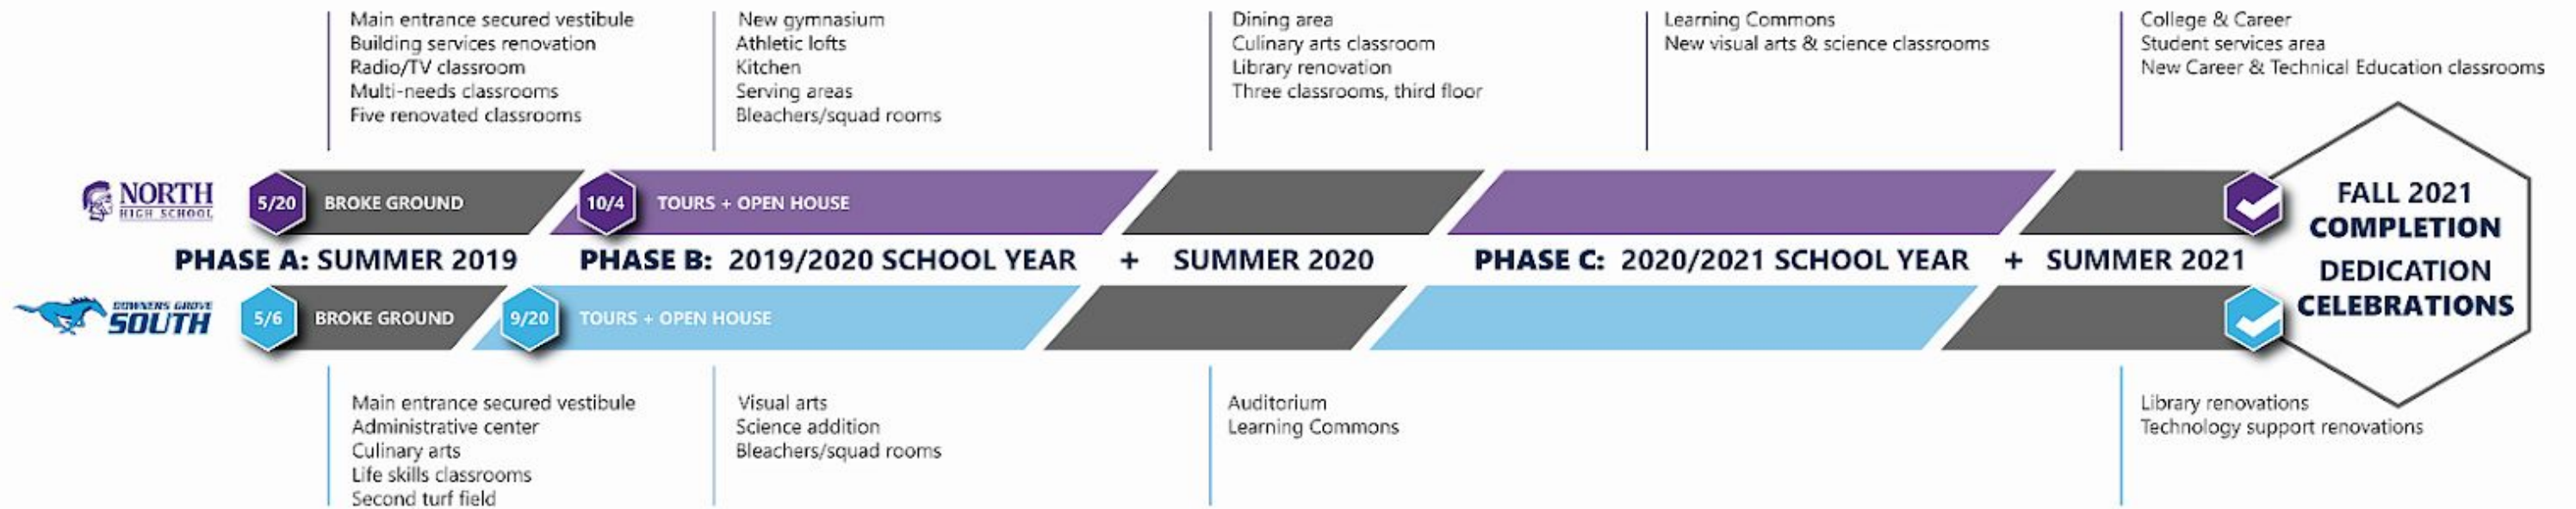 Main entrance secured vestibule
Building services renovation
Radio/TV classroom
Multi-needs classrooms
Five renovated classrooms
New gymnasium
Athletic lofts
Kitchen
Serving areas
Bleachers/squad rooms
Dining area
Culinary arts classroom
Library renovation
Three classrooms, third floor
Learning Commons
New visual arts & science classrooms
College & Career
Student services area
New Career & Technical Education classrooms
NORTH
HIGH SCHOOL
5/20
BROKE GROUND
10/4
TOURS + OPEN HOUSE
PHASE A: SUMMER 2019
PHASE B: 2019/2020 SCHOOL YEAR + SUMMER 2020
PHASE C: 2020/2021 SCHOOL YEAR + SUMMER 2021
FALL 2021
COMPLETION
DEDICATION
CELEBRATIONS
DOWNERS GROVE
SOUTH
5/6
BROKE GROUND
9/20
TOURS + OPEN HOUSE
Main entrance secured vestibule
Administrative center
Culinary arts
Life skills classrooms
Second turf field
Visual arts
Science addition
Bleachers/squad rooms
Auditorium
Learning Commons
Library renovations
Technology support renovations